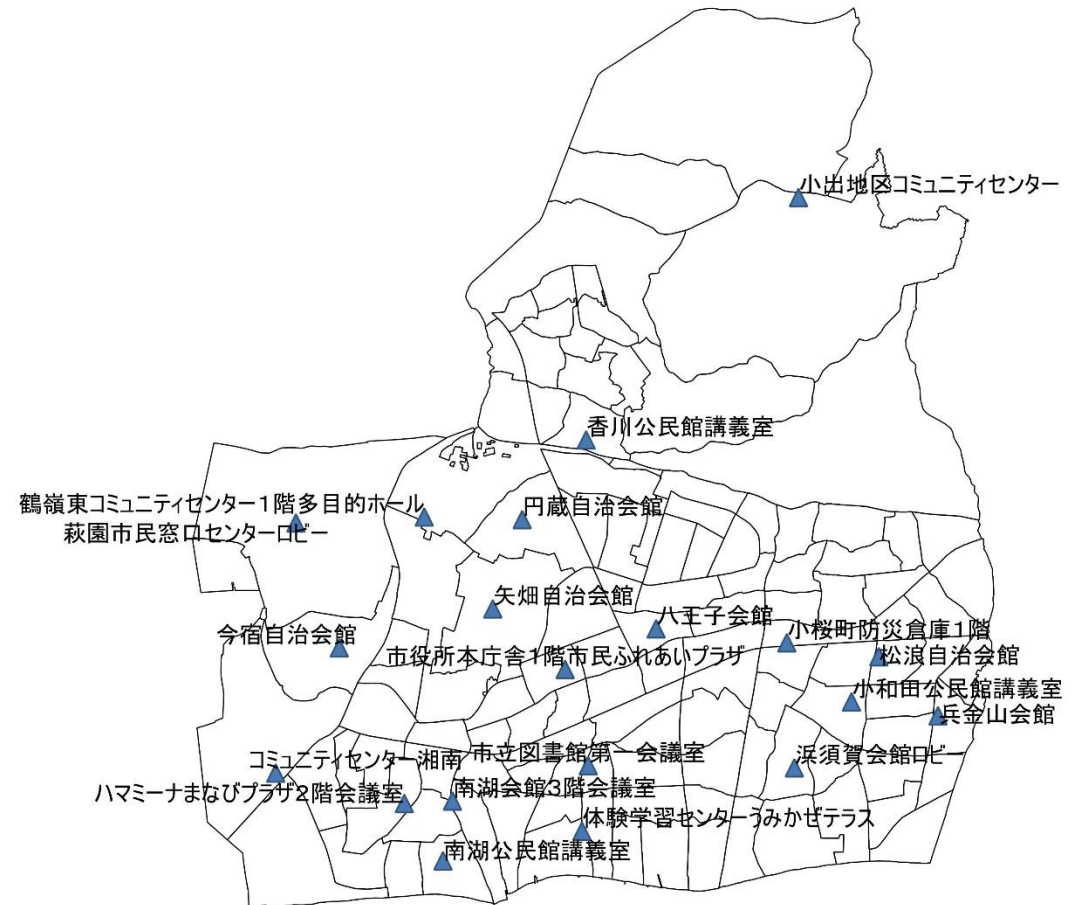 小出地区コミュニティセンター
香川公民館講義室
鶴嶺東コミュニティセンター１階多目的ホール
円蔵自治会館
萩園市民窓口センターロビー
矢畑自治会館
八王子会館
今宿自治会館
小桜町防災倉庫１階
市役所本庁舎１階市民ふれあいプラザ
松浪自治会館
小和田公民館講義室
兵金山会館
コミュニティセンター湘南
市立図書館第一会議室
浜須賀会館ロビー
ハマミーナまなびプラザ２階会議室
南湖会館３階会議室
体験学習センターうみかぜテラス
南湖公民館講義室